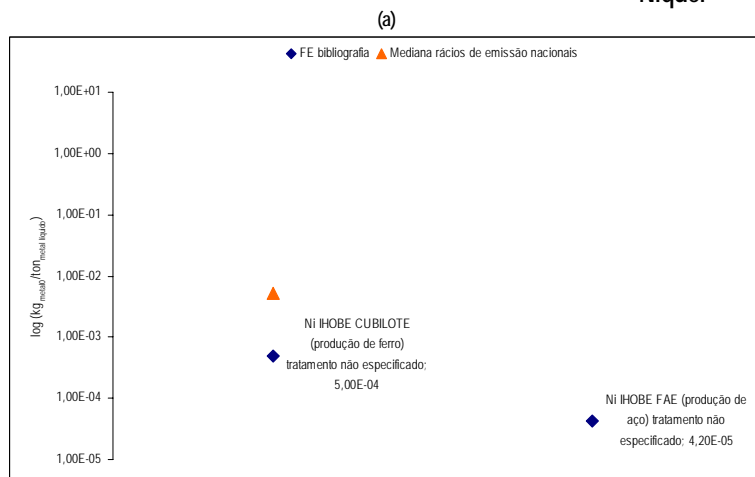 (a)
FE bibliografia Mediana rácios de emissão nacionais
1,00E+01
1,00E+00
1,00E-01
1,00E-02
1,00E-03
1,00E-04
1,00E-05
log (kg metal0/ton metal líquido)
Ni IHOBE CUBILOTE
(produção de ferro)
tratamento não especificado;
5,00E-04
Ni IHOBE FAE (produção de
aço) tratamento não
especificado; 4,20E-05